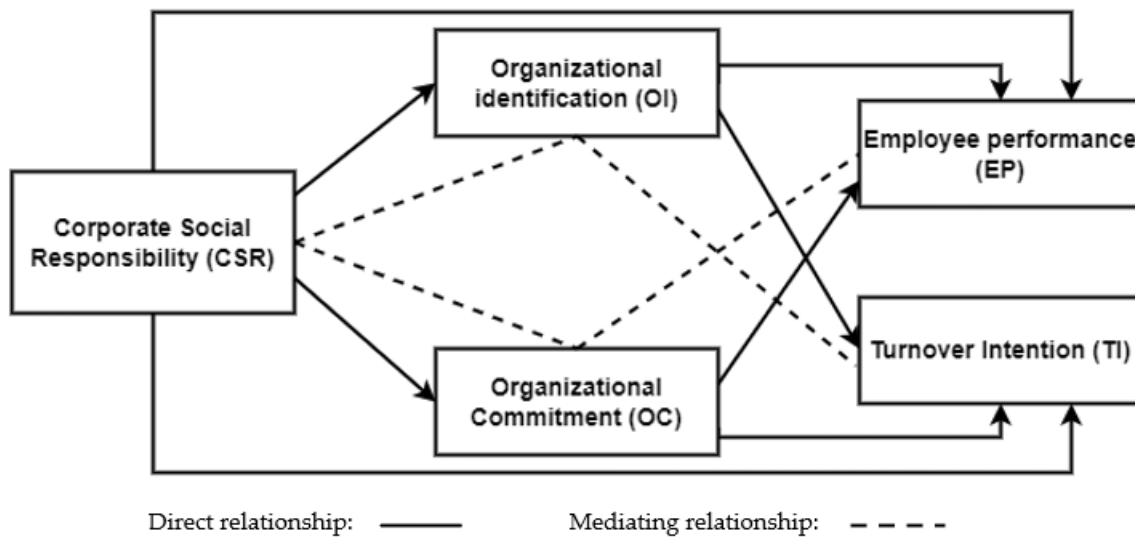 Organizational
identification (OI)
Employee performance
(EP)
Corporate Social
Responsibility (CSR)
Turnover Intention (TI)
Organizational
Commitment (OC)
Direct relationship:
Mediating relationship: